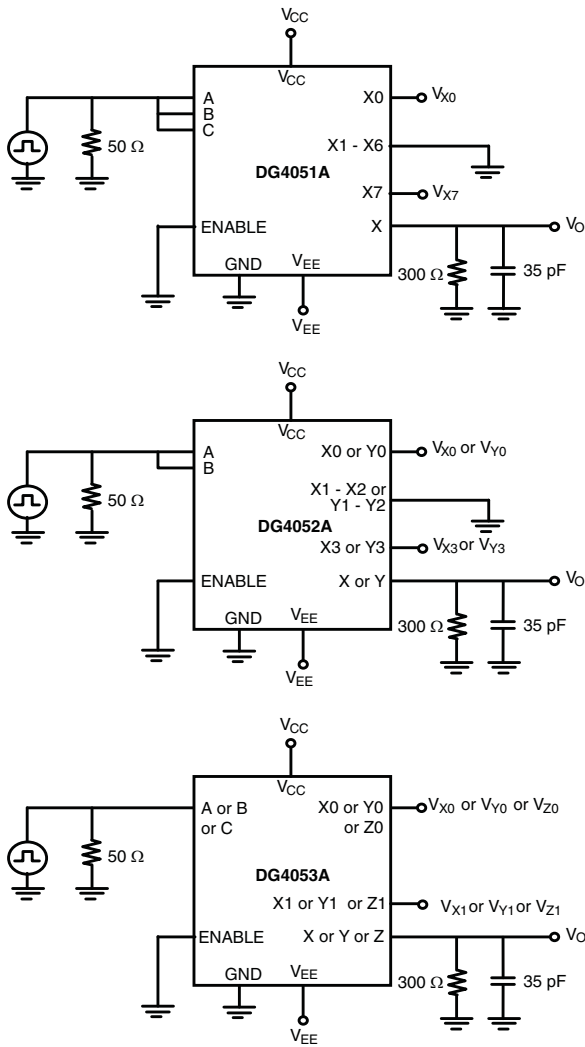 VCC
VCC
A
B
C
X0
VX0
50 Ω
X1 - X6
DG4051A
X7
VX7
ENABLE
X
VO
GND
VEE
300 Ω
35 pF
VEE
VCC
VCC
A
B
X0 or Y0
VX0 or VY0
50 Ω
X1 - X2 or
Y1 - Y2
DG4052A
X3 or Y3
VX3 or VY3
ENABLE
X or Y
VO
GND
VEE
300 Ω
35 pF
VEE
VCC
VCC
A or B
or C
X0 or Y0
or Z0
VX0 or VY0 or VZ0
50 Ω
DG4053A
X1 or Y1 or Z1
VX1 or VY1 or VZ1
ENABLE
X or Y or Z
VO
GND
VEE
300 Ω
35 pF
VEE